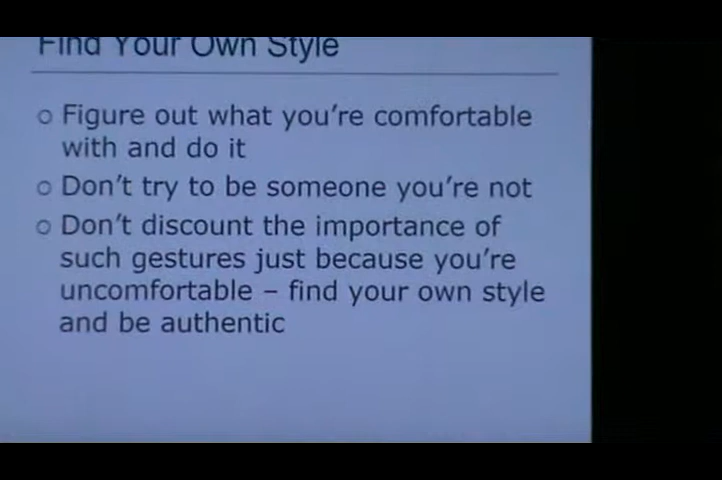 Find Your Own Style
Figure out what you're comfortable
with and do it
Don't try to be someone you're not
Don't discount the importance of
such gestures just because you're
uncomfortable – find your own style
and be authentic